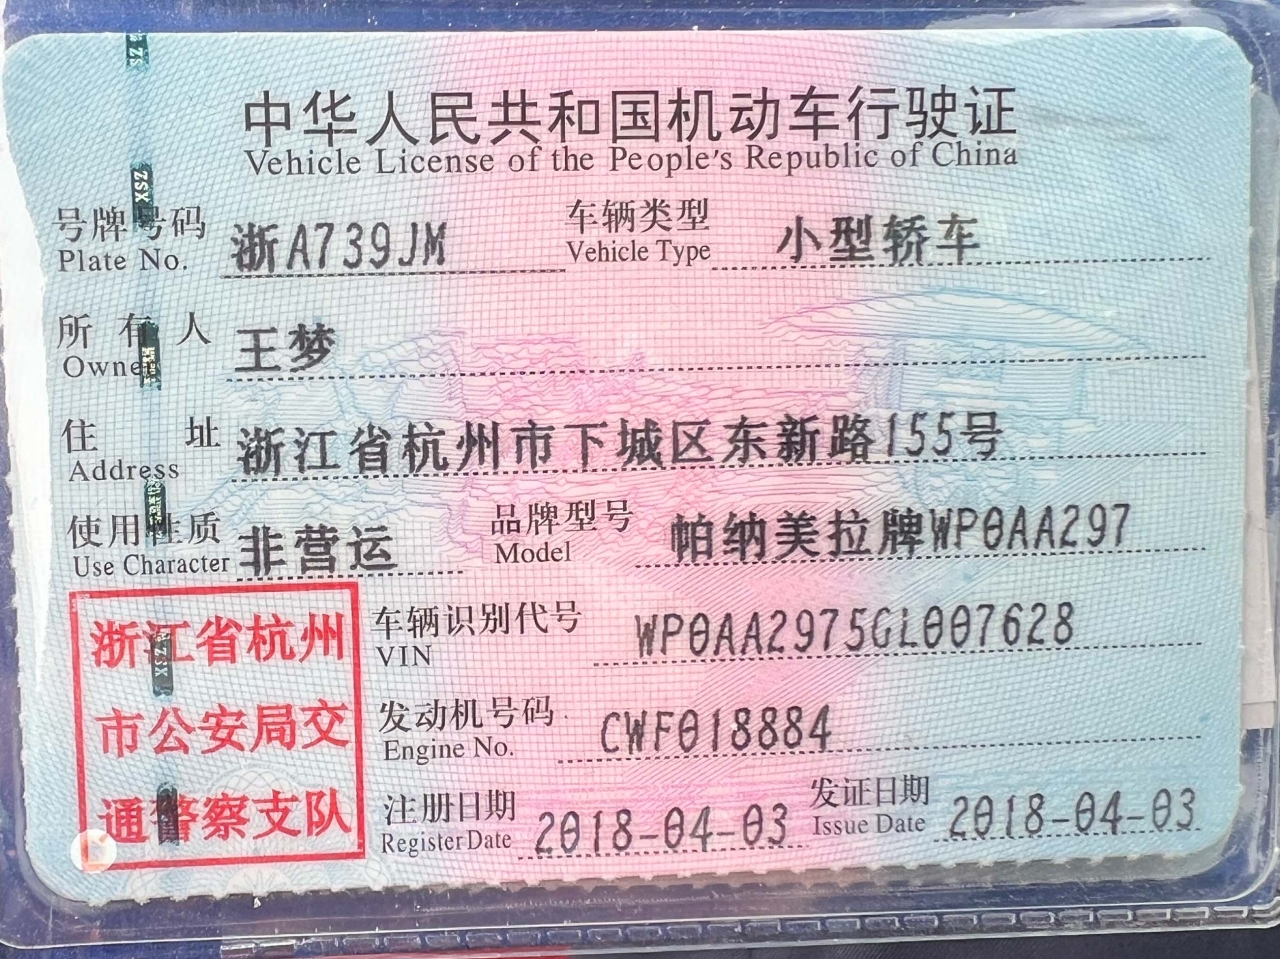 中华人民共和国机动车行驶证
Vehicle License of the People's Republic of China
号牌号码 浙A739JM 车辆类型 小型轿车
Plate No. Vehicle Type
所有人 王梦
Owner
住址 浙江省杭州市下城区东新路155号
Address
使用性质 非营运 品牌型号 帕纳美拉牌WP0AA297
Use Character Model
浙江省杭州
市公安局交
通警察支队
车辆识别代号 WP0AA2975GL007628
VIN
发动机号码 CWF018884
Engine No.
注册日期 2018-04-03 发证日期 2018-04-03
Register Date Issue Date